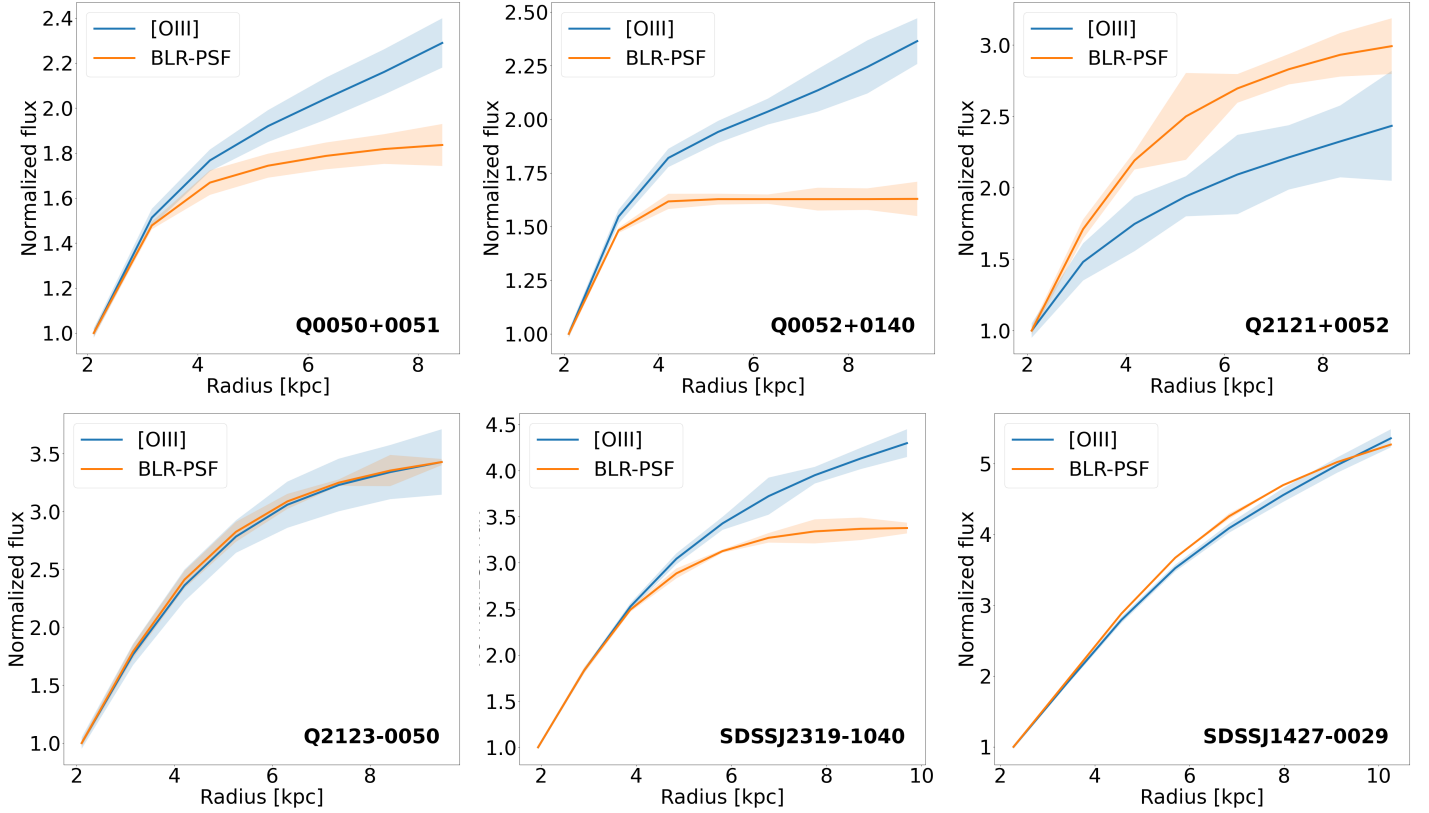 [OIII]
BLR-PSF
Normalized flux
2.4
2.2
2.0
1.8
1.6
1.4
1.2
1.0
2 4 6 8
Radius [kpc]
Q0050+0051
[OIII]
BLR-PSF
Normalized flux
2.50
2.25
2.00
1.75
1.50
1.25
1.00
2 4 6 8
Radius [kpc]
Q0052+0140
[OIII]
BLR-PSF
Normalized flux
3.0
2.5
2.0
1.5
1.0
2 4 6 8
Radius [kpc]
Q2121+0052
[OIII]
BLR-PSF
Normalized flux
3.5
3.0
2.5
2.0
1.5
1.0
2 4 6 8
Radius [kpc]
Q2123-0050
[OIII]
BLR-PSF
4.5
4.0
3.5
3.0
2.5
2.0
1.5
1.0
2 4 6 8 10
Radius [kpc]
SDSSJ2319-1040
[OIII]
BLR-PSF
Normalized flux
5
4
3
2
1
2 4 6 8 10
Radius [kpc]
SDSSJ1427-0029